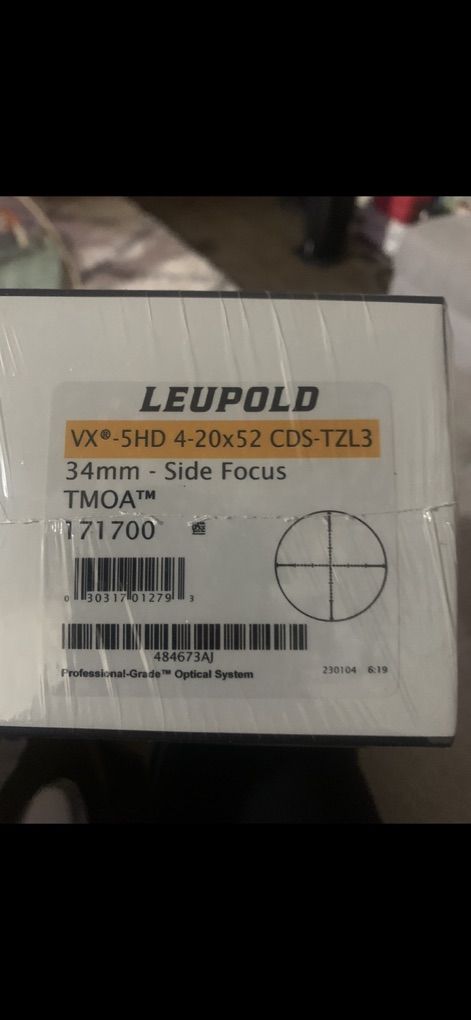 LEUPOLD
VX®-5HD 4-20x52 CDS-TZL3
34mm - Side Focus
TMOA™
171700
0 30317 01279 3
484673AJ
Professional-Grade™ Optical System
230104 6:19